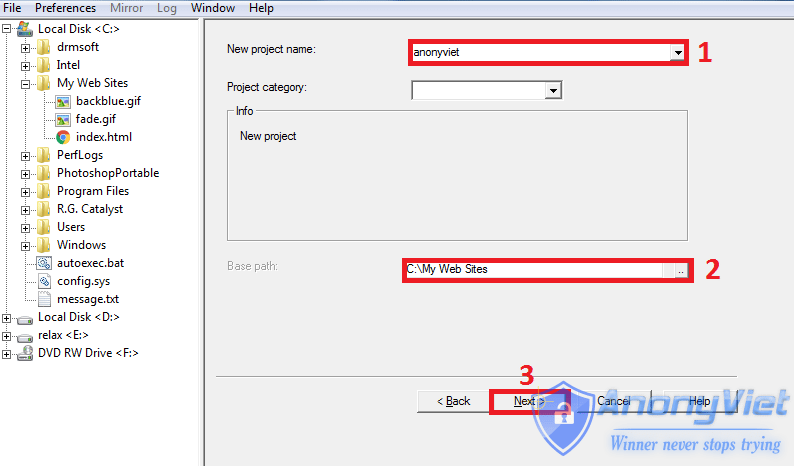 File Preferences Mirror Log Window Help
Local Disk <C:>
drmsoft
Intel
My Web Sites
backblue.gif
fade.gif
index.html
PerfLogs
PhotoshopPortable
Program Files
R.G. Catalyst
Users
Windows
autoexec.bat
config.sys
message.txt
Local Disk <D:>
relax <E:>
DVD RW Drive <F:>
New project name:
anonyviet
1
Project category:
Info
New project
Base path:
C:\My Web Sites
..
2
3
< Back Next > Cancel Help
AnonyViet
Winner never stops trying